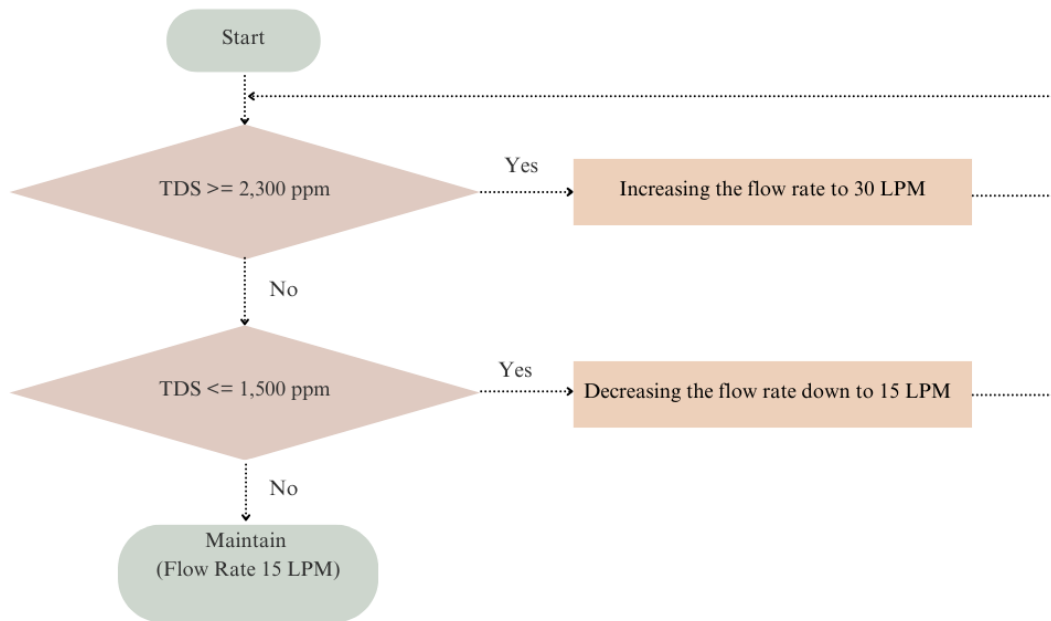 Start
TDS >= 2,300 ppm
Yes
Increasing the flow rate to 30 LPM
No
TDS <= 1,500 ppm
Yes
Decreasing the flow rate down to 15 LPM
No
Maintain
(Flow Rate 15 LPM)